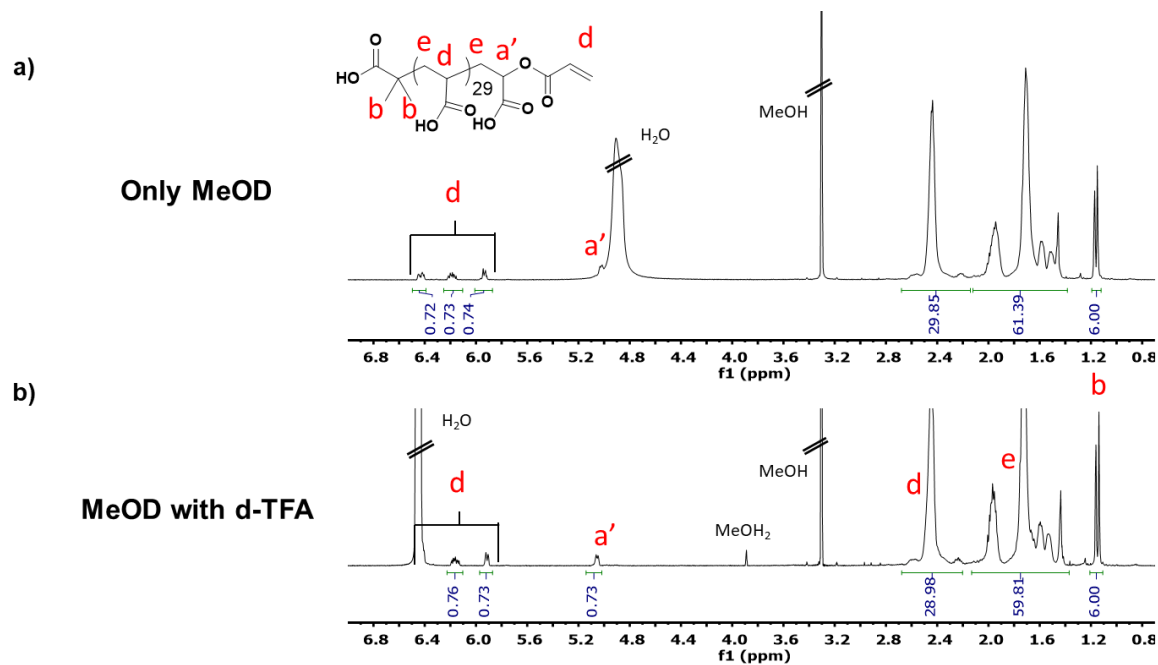 a)
O
HO
b
b
e
d
e
a’
d
O
O
29
O
HO
HO
O
Only MeOD
d
a’
H2O
MeOH
0.72
0.73
0.74
29.85
61.39
6.00
6.8 6.4 6.0 5.6 5.2 4.8 4.4 4.0 3.6 3.2 2.8 2.4 2.0 1.6 1.2 0.8
f1 (ppm)
b)
MeOD with d-TFA
H2O
d
a’
MeOH2
MeOH
d
e
b
0.76
0.73
0.73
28.98
59.81
6.00
6.8 6.4 6.0 5.6 5.2 4.8 4.4 4.0 3.6 3.2 2.8 2.4 2.0 1.6 1.2 0.8
f1 (ppm)